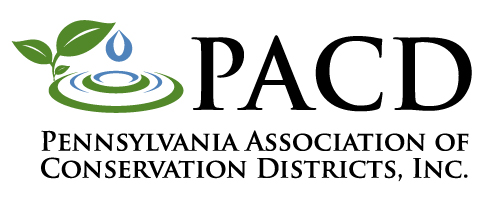 PACD
Pennsylvania Association of
Conservation Districts, Inc.